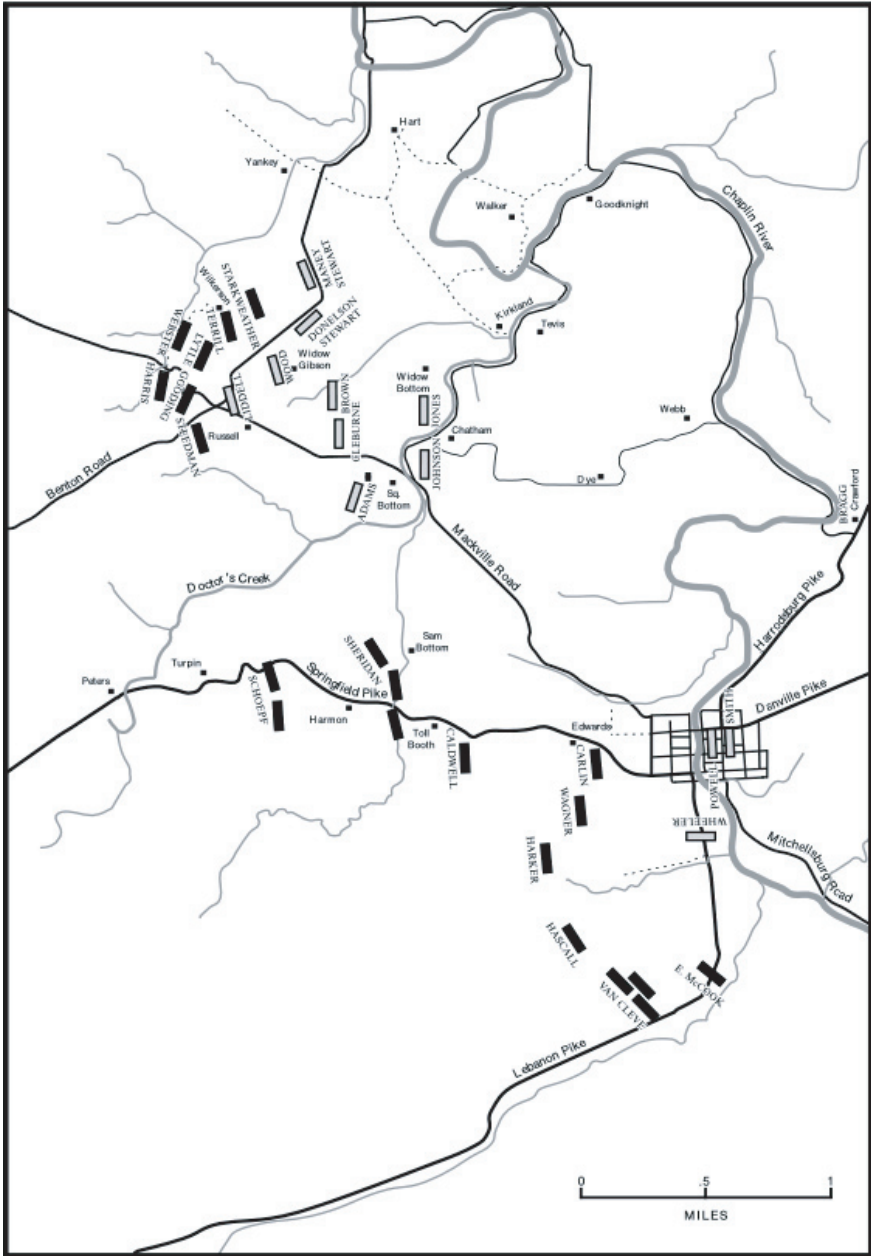 Hart
Yankey
Walker
Goodknight
Chaplin River
MANEY
STEWART
Wilkerson
STARKWEATHER
TERRILL
WEBSTER
LYTLE
HARRIS
GOODING
SPEEDMAN
DONELSON
STEWART
Kirkland
Tevis
Widow
Gibson
WOOD
LIDDELL
Russell
BROWN
CLEBURNE
Widow
Bottom
JONES
JOHNSON
Chatham
Webb
Dye
Benton Road
ADAMS
Sq.
Bottom
BRAGG
Crawford
Mackville Road
Doctor's Creek
Harrodsburg Pike
Sam
Bottom
SHERIDAN
Turpin
Peters
SCHOEPF
Springfield Pike
Harmon
Toll
Booth
CALDWELL
Edwards
CARLIN
Danville Pike
SMITH
POWELL
WAGNER
WHEELER
HARKER
Mitchellsburg Road
HASCALL
VAN CLEVE
E. McCOOK
Lebanon Pike
0 .5 1
MILES